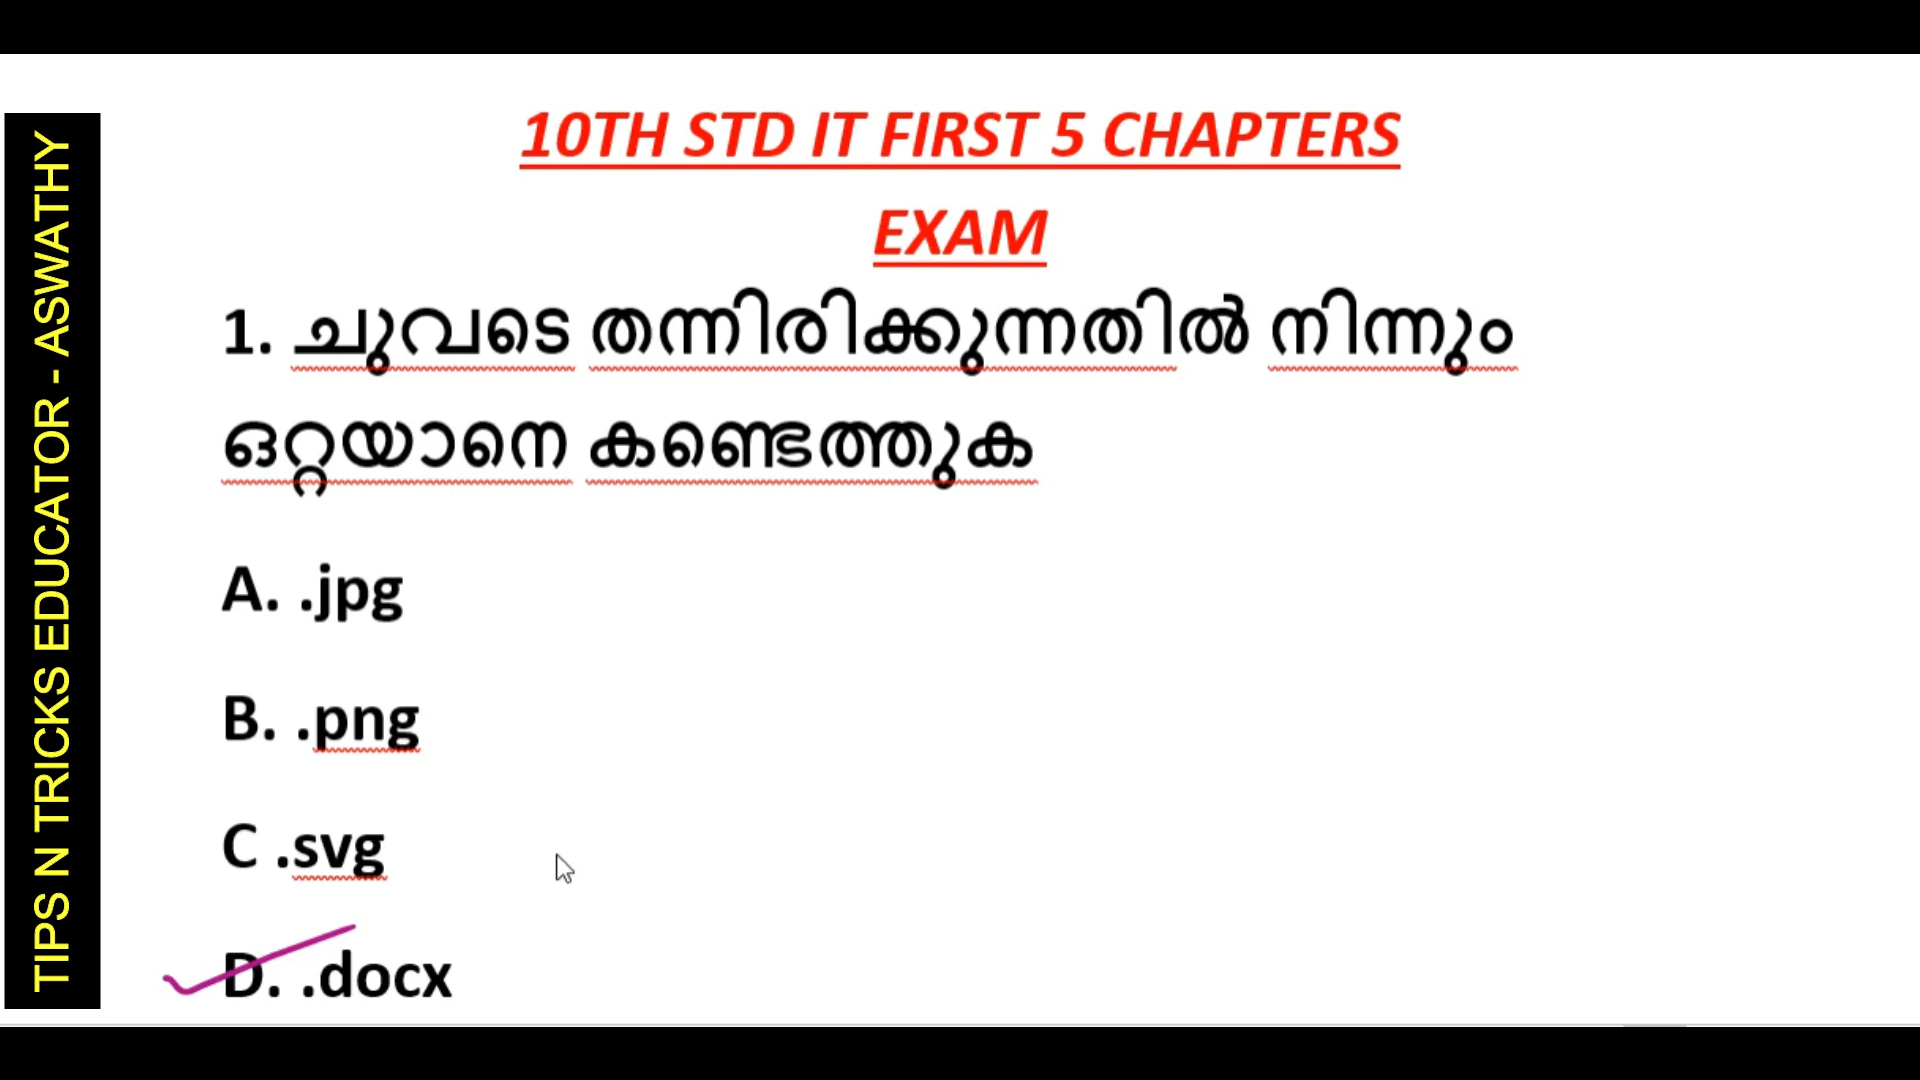 TIPS N TRICKS EDUCATOR - ASWATHY
10TH STD IT FIRST 5 CHAPTERS
EXAM
1. ചുവടെ തന്നിരിക്കുന്നതിൽ നിന്നും
ഒറ്റയാനെ കണ്ടെത്തുക
A. .jpg
B. .png
C .svg
D. .docx